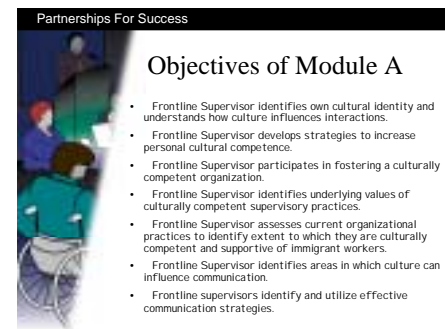 Partnerships For Success
Objectives of Module A
• Frontline Supervisor identifies own cultural identity and
understands how culture influences interactions.
• Frontline Supervisor develops strategies to increase
personal cultural competence.
• Frontline Supervisor participates in fostering a culturally
competent organization.
• Frontline Supervisor identifies underlying values of
culturally competent supervisory practices.
• Frontline Supervisor assesses current organizational
practices to identify extent to which they are culturally
competent and supportive of immigrant workers.
• Frontline Supervisor identifies areas in which culture can
influence communication.
• Frontline supervisors identify and utilize effective
communication strategies.